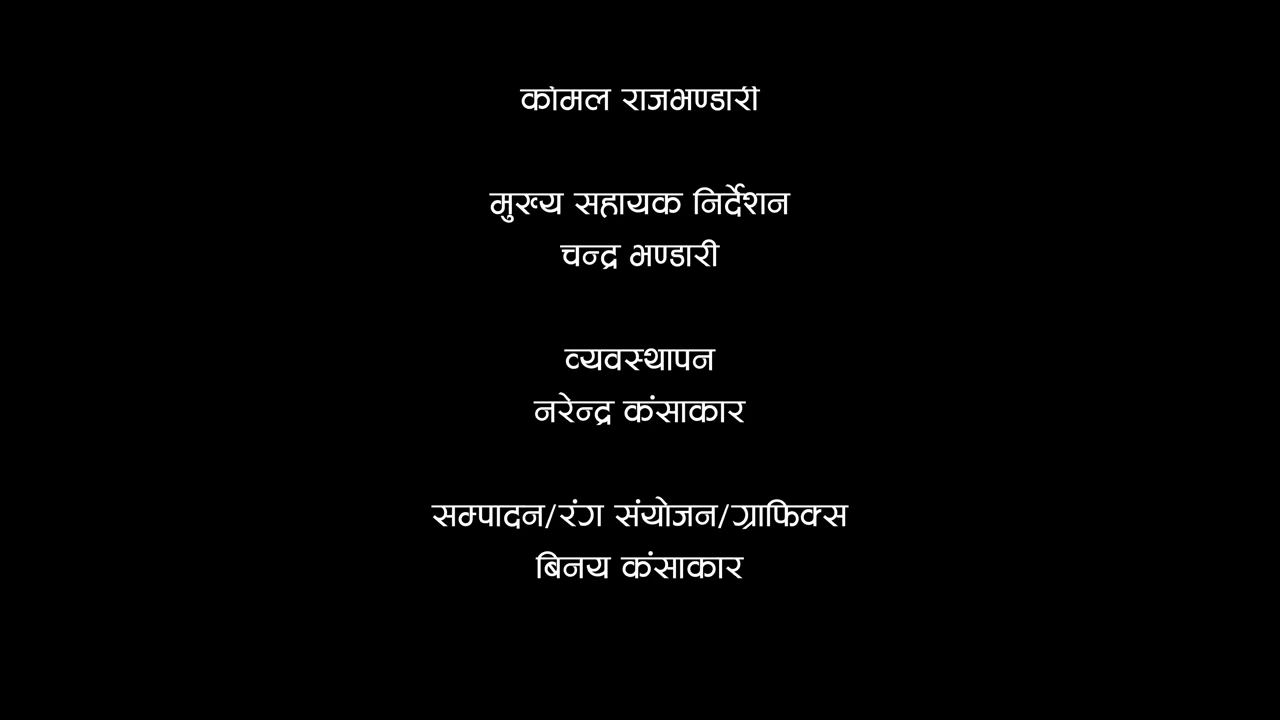 कोमल राजभण्डारी
मुख्य सहायक निर्देशन
चन्द्र भण्डारी
व्यवस्थापन
नरेन्द्र कंसाकार
सम्पादन/रंग संयोजन/ग्राफिक्स
बिनय कंसाकार